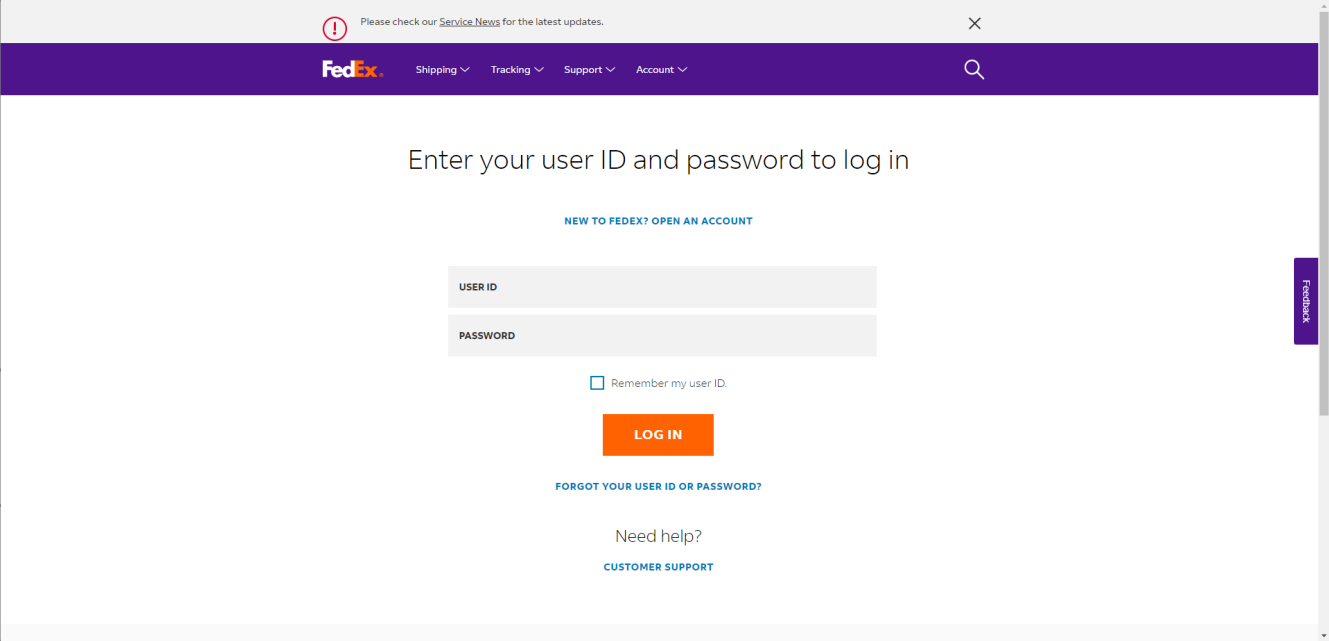 Please check our Service News for the latest updates.
FedEx®
Shipping
Tracking
Support
Account
Enter your user ID and password to log in
NEW TO FEDEX? OPEN AN ACCOUNT
USER ID
PASSWORD
Remember my user ID.
LOG IN
FORGOT YOUR USER ID OR PASSWORD?
Need help?
CUSTOMER SUPPORT
Feedback